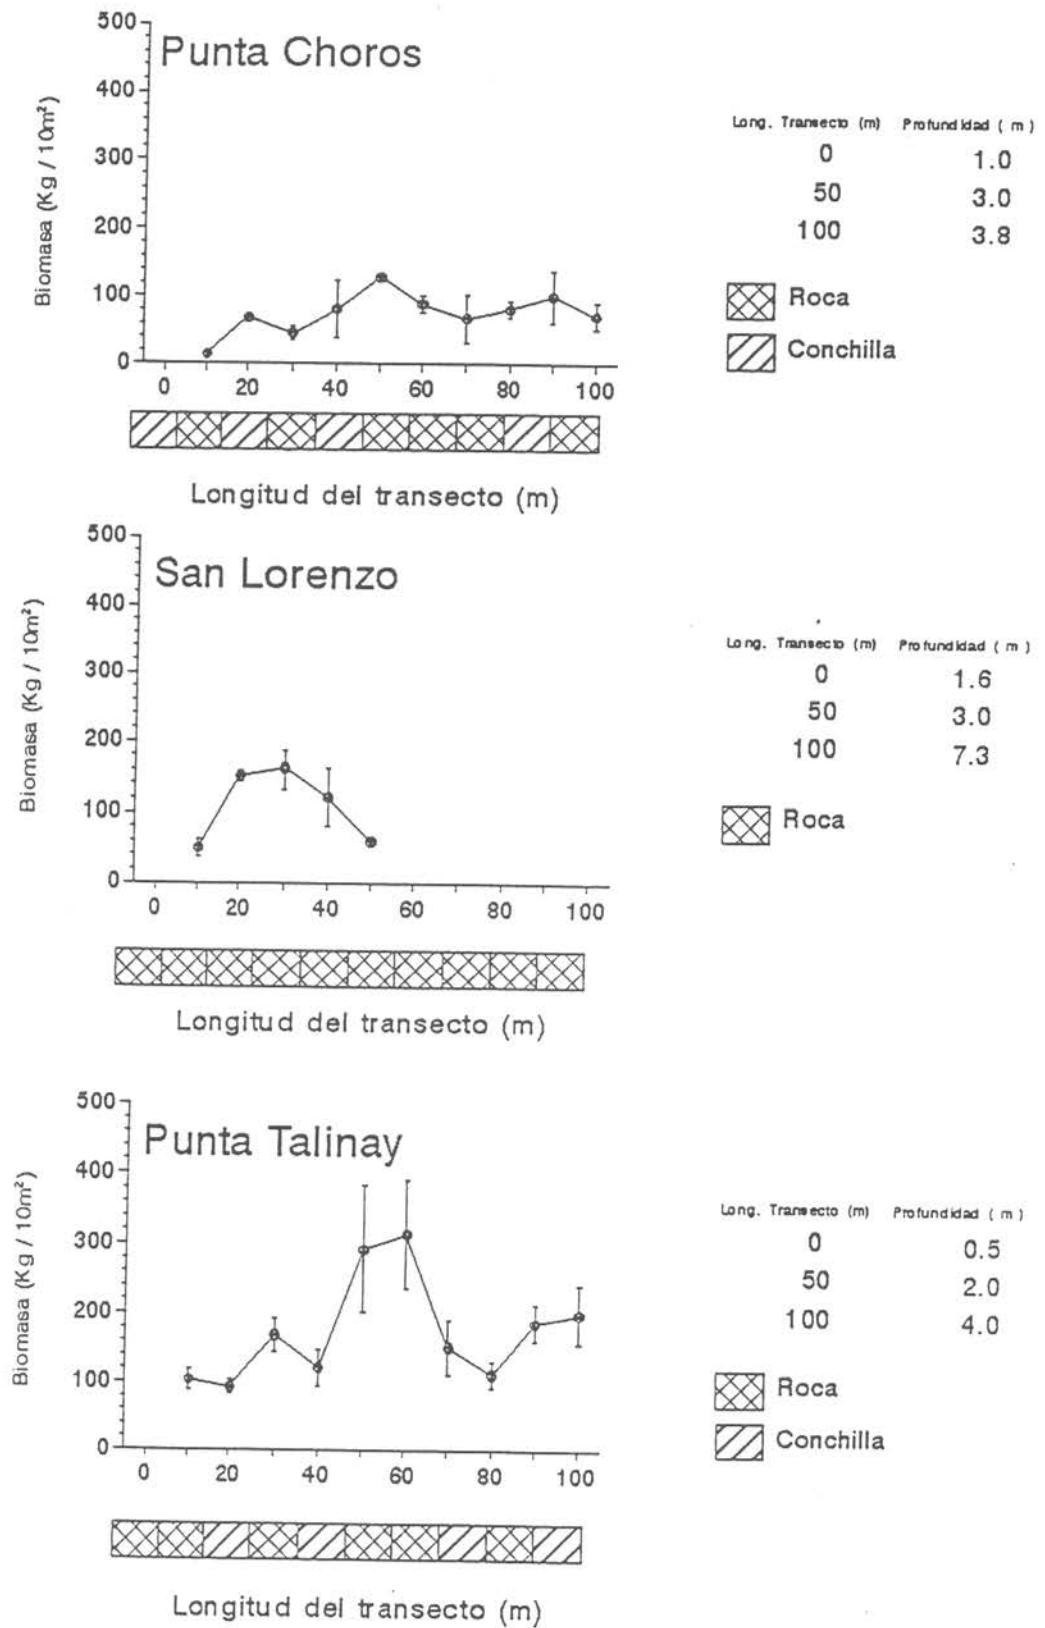 500
Punta Choros
400
300
200
100
0
Biomasa (Kg / 10m²)
0 20 40 60 80 100
Longitud del transecto (m)
Long. Transecto (m) Profundidad ( m )
0 1.0
50 3.0
100 3.8
Roca
Conchilla
500
San Lorenzo
400
300
200
100
0
Biomasa (Kg / 10m²)
0 20 40 60 80 100
Longitud del transecto (m)
Long. Transecto (m) Profundidad ( m )
0 1.6
50 3.0
100 7.3
Roca
500
Punta Talinay
400
300
200
100
0
Biomasa (Kg / 10m²)
0 20 40 60 80 100
Longitud del transecto (m)
Long. Transecto (m) Profundidad ( m )
0 0.5
50 2.0
100 4.0
Roca
Conchilla